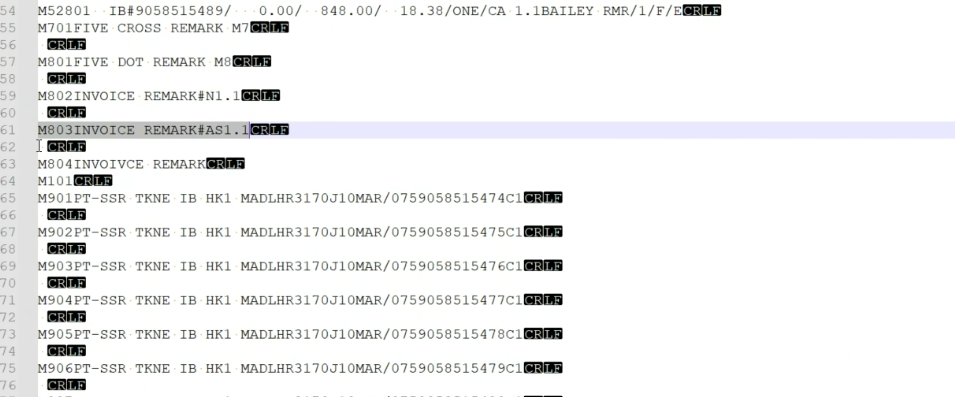 54 M52801 IB#9058515489/ 0.00/ 848.00/ 18.38/ONE/CA 1.1BAILEY RMR/1/F/ECRLF
55 M701FIVE CROSS REMARK M7CRLF
56 CRLF
57 M801FIVE DOT REMARK M8CRLF
58 CRLF
59 M802INVOICE REMARK#N1.1CRLF
60 CRLF
61 M803INVOICE REMARK#AS1.1CRLF
62 CRLF
63 M804INVOIVCE REMARKCRLF
64 M101CRLF
65 M901PT-SSR TKNE IB HK1 MADLHR3170J10MAR/0759058515474C1CRLF
66 CRLF
67 M902PT-SSR TKNE IB HK1 MADLHR3170J10MAR/0759058515475C1CRLF
68 CRLF
69 M903PT-SSR TKNE IB HK1 MADLHR3170J10MAR/0759058515476C1CRLF
70 CRLF
71 M904PT-SSR TKNE IB HK1 MADLHR3170J10MAR/0759058515477C1CRLF
72 CRLF
73 M905PT-SSR TKNE IB HK1 MADLHR3170J10MAR/0759058515478C1CRLF
74 CRLF
75 M906PT-SSR TKNE IB HK1 MADLHR3170J10MAR/0759058515479C1CRLF
76 CRLF